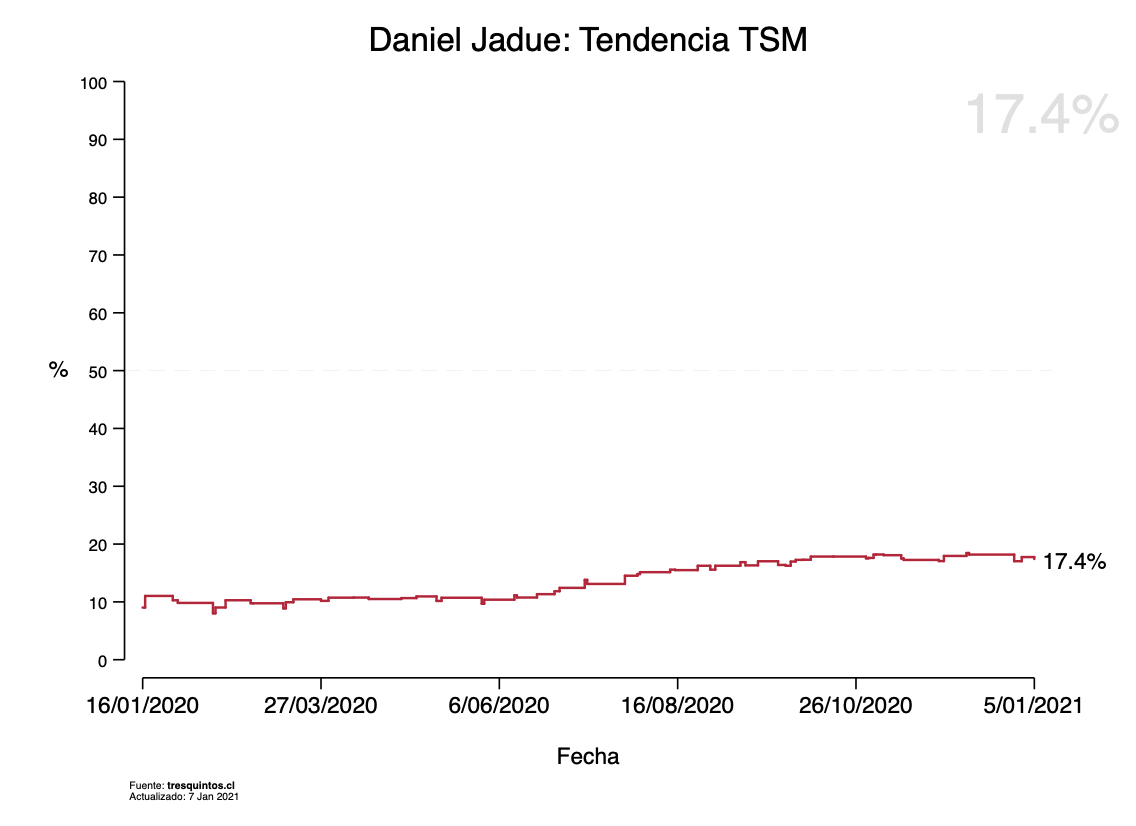 Daniel Jadue: Tendencia TSM
17.4%
100
90
80
70
60
%
50
40
30
20
10
0
17.4%
16/01/2020 27/03/2020 6/06/2020 16/08/2020 26/10/2020 5/01/2021
Fecha
Fuente: tresquintos.cl
Actualizado: 7 Jan 2021